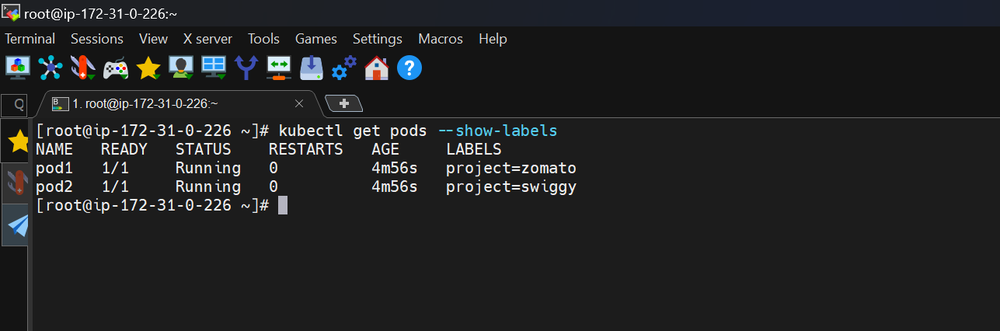 root@ip-172-31-0-226:~
Terminal Sessions View X server Tools Games Settings Macros Help
1. root@ip-172-31-0-226:~
[root@ip-172-31-0-226 ~]# kubectl get pods --show-labels
NAME READY STATUS RESTARTS AGE LABELS
pod1 1/1 Running 0 4m56s project=zomato
pod2 1/1 Running 0 4m56s project=swiggy
[root@ip-172-31-0-226 ~]#